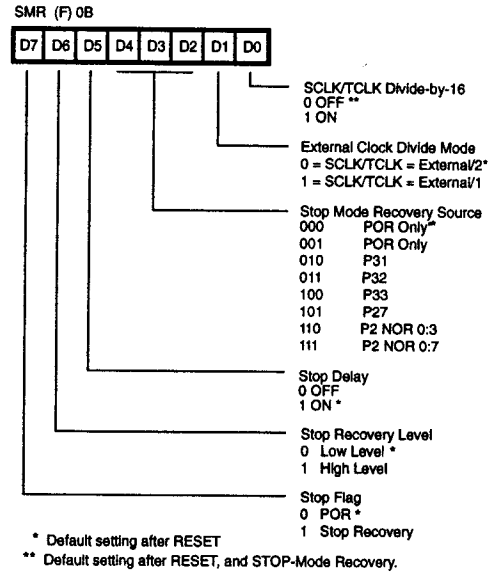 SMR (F) 0B
D7 D6 D5 D4 D3 D2 D1 D0
SCLK/TCLK Divide-by-16
0 OFF **
1 ON
External Clock Divide Mode
0 = SCLK/TCLK = External/2*
1 = SCLK/TCLK = External/1
Stop Mode Recovery Source
000 POR Only**
001 POR Only
010 P31
011 P32
100 P33
101 P27
110 P2 NOR 0:3
111 P2 NOR 0:7
Stop Delay
0 OFF
1 ON *
Stop Recovery Level
0 Low Level *
1 High Level
Stop Flag
0 POR *
1 Stop Recovery
* Default setting after RESET
** Default setting after RESET, and STOP-Mode Recovery.